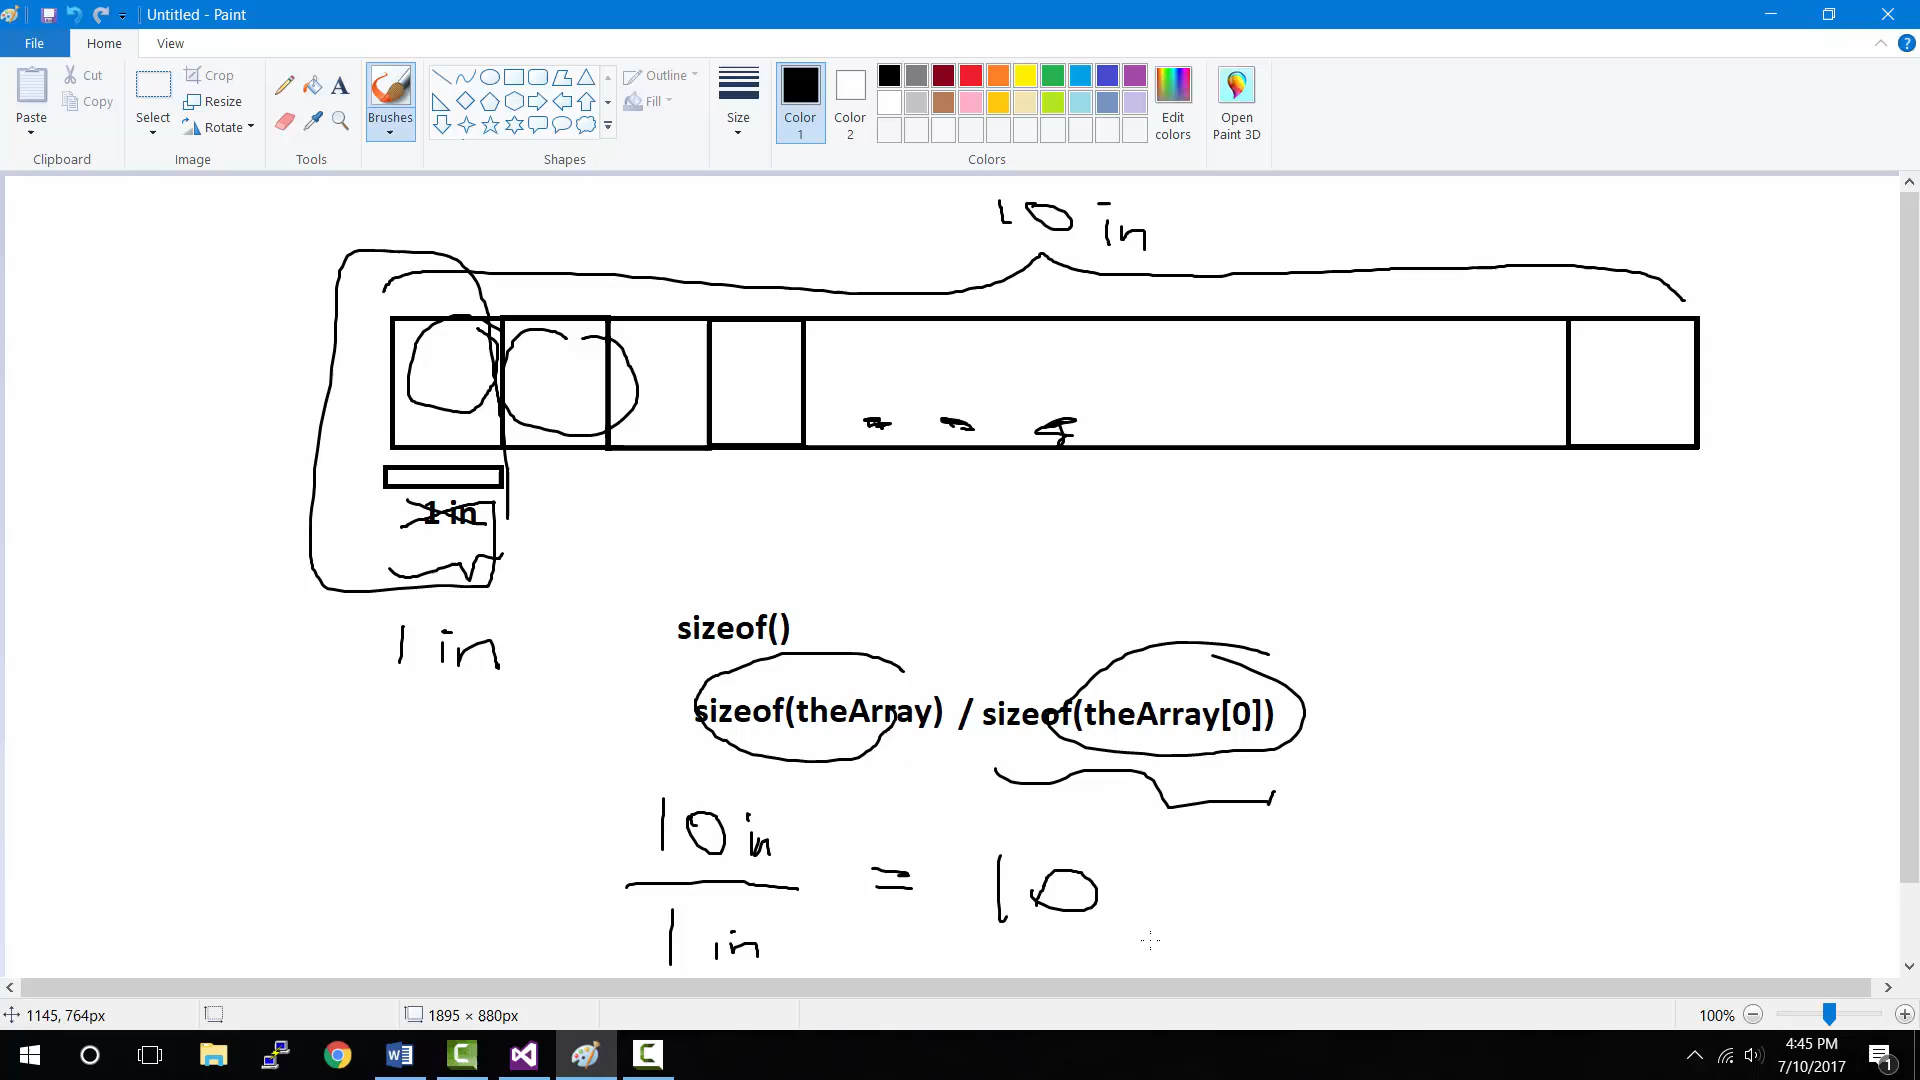 Untitled - Paint
File Home View
Paste
Cut
Copy
Clipboard
Select
Crop
Resize
Rotate
Image
Tools
Brushes
Shapes
Outline
Fill
Size
Color 1
Color 2
Colors
Edit colors
Open Paint 3D
10 in
1 in
1 in
sizeof()
sizeof(theArray) / sizeof(theArray[0])
10 in
1 in
= 10
1145, 764px
1895 × 880px
100%
4:45 PM
7/10/2017
1